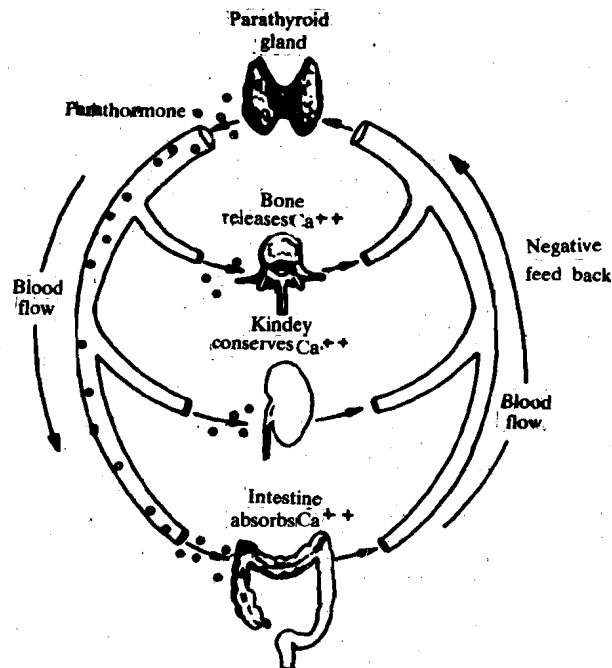 Parathyroid
gland
Parathormone
Bone
releases Ca++
Negative
feed back
Blood
flow
Kindey
conserves Ca++
Blood
flow
Intestine
absorbs Ca++